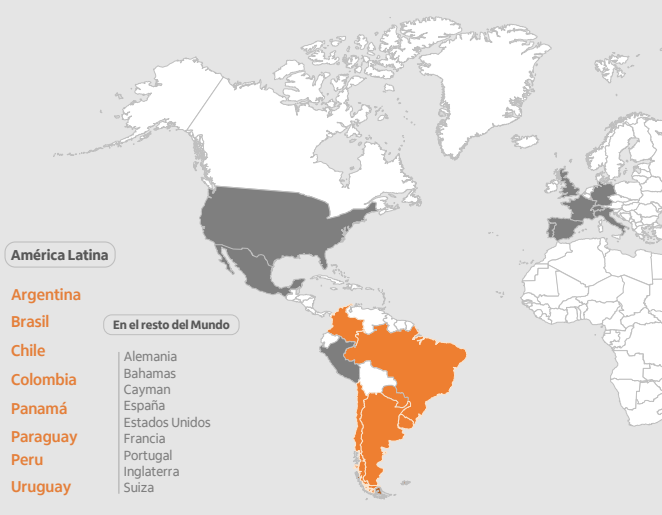 América Latina
Argentina
Brasil
Chile
Colombia
Panamá
Paraguay
Peru
Uruguay
En el resto del Mundo
Alemania
Bahamas
Cayman
España
Estados Unidos
Francia
Portugal
Inglaterra
Suiza